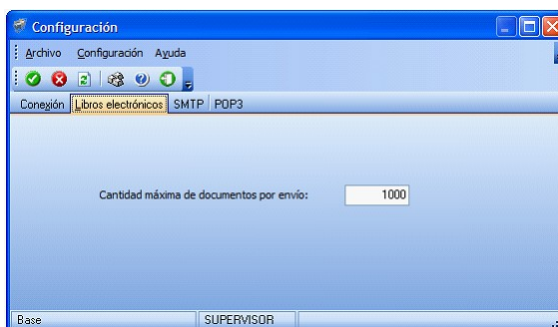 Configuración
Archivo Configuración Ayuda
Conexión Libros electrónicos SMTP POP3
Cantidad máxima de documentos por envío: 1000
Base SUPERVISOR